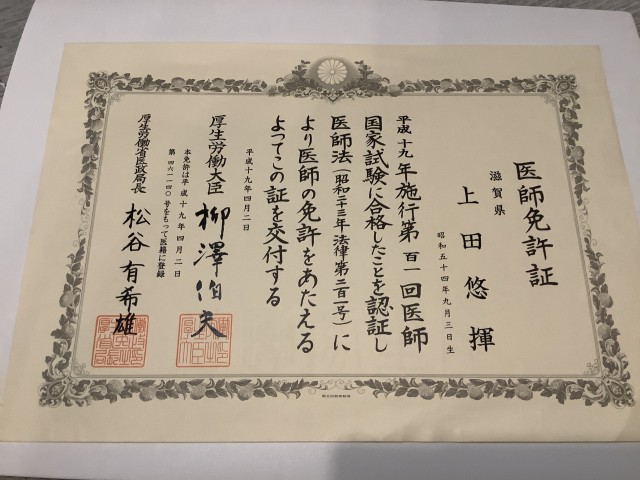 医師免許証
滋賀県
上田悠揮
昭和五十四年九月三日生
平成十九年施行第百一回医師
国家試験に合格したことを認証し
医師法（昭和二十三年法律第二百一号）に
より医師の免許をあたえる
よってこの証を交付する
平成十九年四月二日
厚生労働大臣 柳澤伯夫
本免許は平成十九年四月二日
第四六一一四〇号をもって医籍に登録
厚生労働省医政局長 松谷有希雄